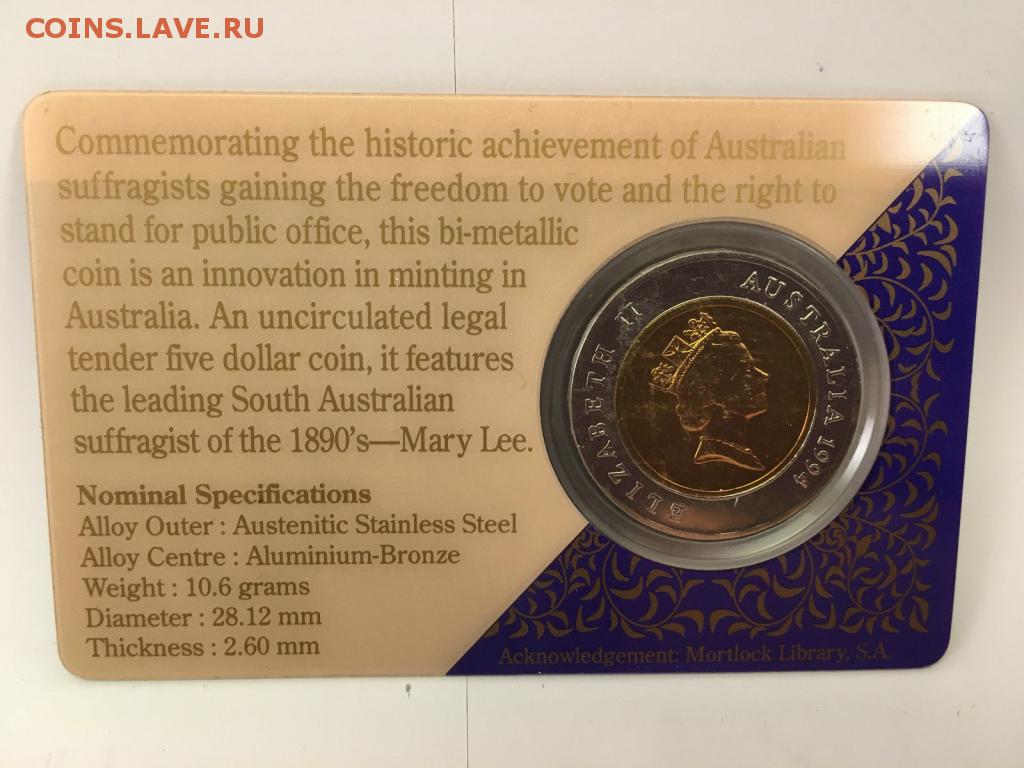 COINS.LAVE.RU
Commemorating the historic achievement of Australian
suffragists gaining the freedom to vote and the right to
stand for public office, this bi-metallic
coin is an innovation in minting in
Australia. An uncirculated legal
tender five dollar coin, it features
the leading South Australian
suffragist of the 1890's—Mary Lee.
ELIZABETH II AUSTRALIA 1994
Nominal Specifications
Alloy Outer : Austenitic Stainless Steel
Alloy Centre : Aluminium-Bronze
Weight : 10.6 grams
Diameter : 28.12 mm
Thickness : 2.60 mm
Acknowledgement: Mortlock Library, S.A.